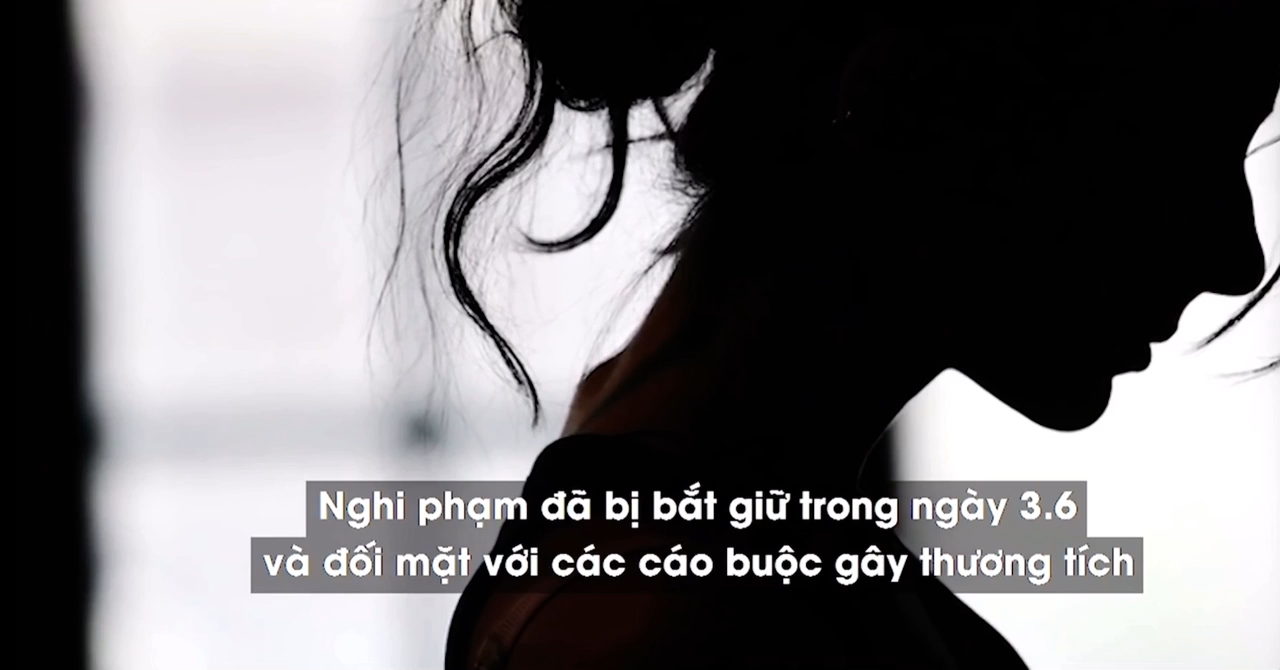 Nghi phạm đã bị bắt giữ trong ngày 3.6
và đối mặt với các cáo buộc gây thương tích